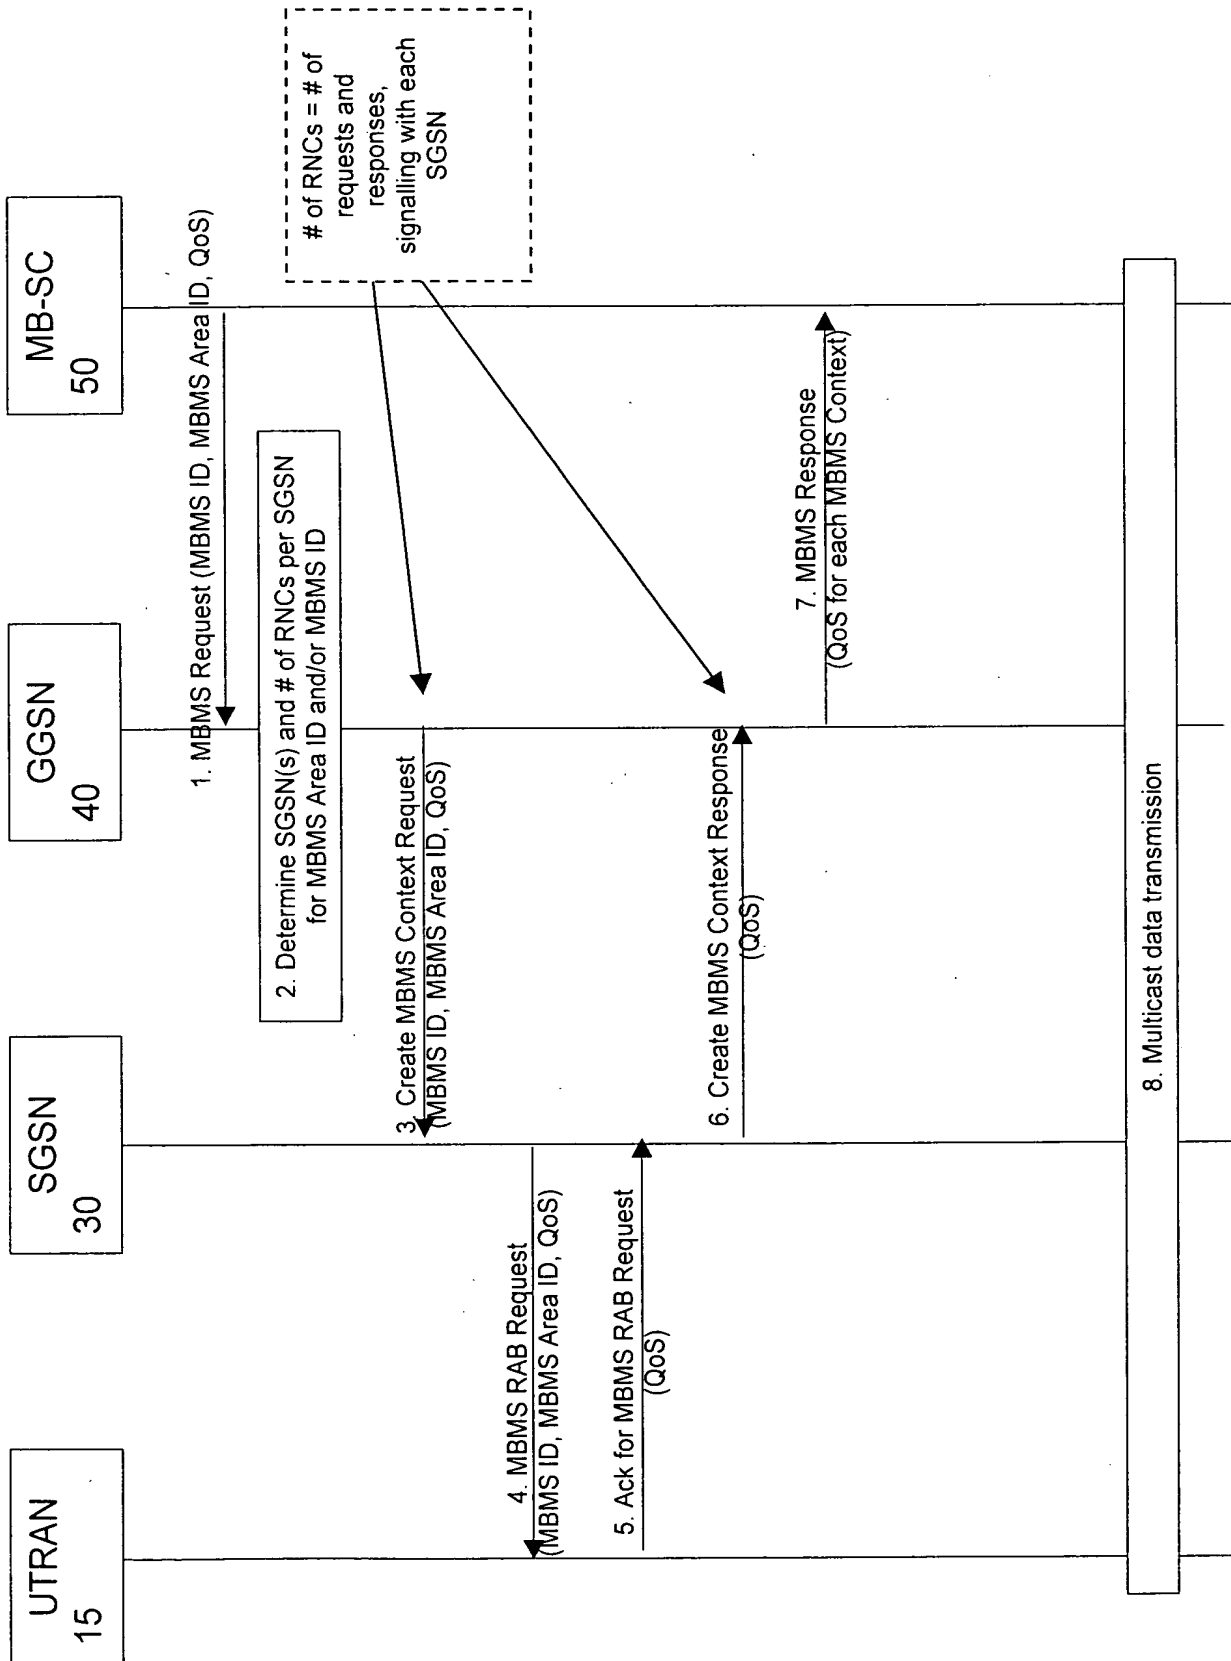 UTRAN
15
SGSN
30
GGSN
40
MB-SC
50
1. MBMS Request (MBMS ID, MBMS Area ID, QoS)
2. Determine SGSN(s) and # of RNCs per SGSN
for MBMS Area ID and/or MBMS ID
# of RNCs = # of
requests and
responses,
signalling with each
SGSN
3. Create MBMS Context Request
(MBMS ID, MBMS Area ID, QoS)
4. MBMS RAB Request
(MBMS ID, MBMS Area ID, QoS)
5. Ack for MBMS RAB Request
(QoS)
6. Create MBMS Context Response
(QoS)
7. MBMS Response
(QoS for each MBMS Context)
8. Multicast data transmission